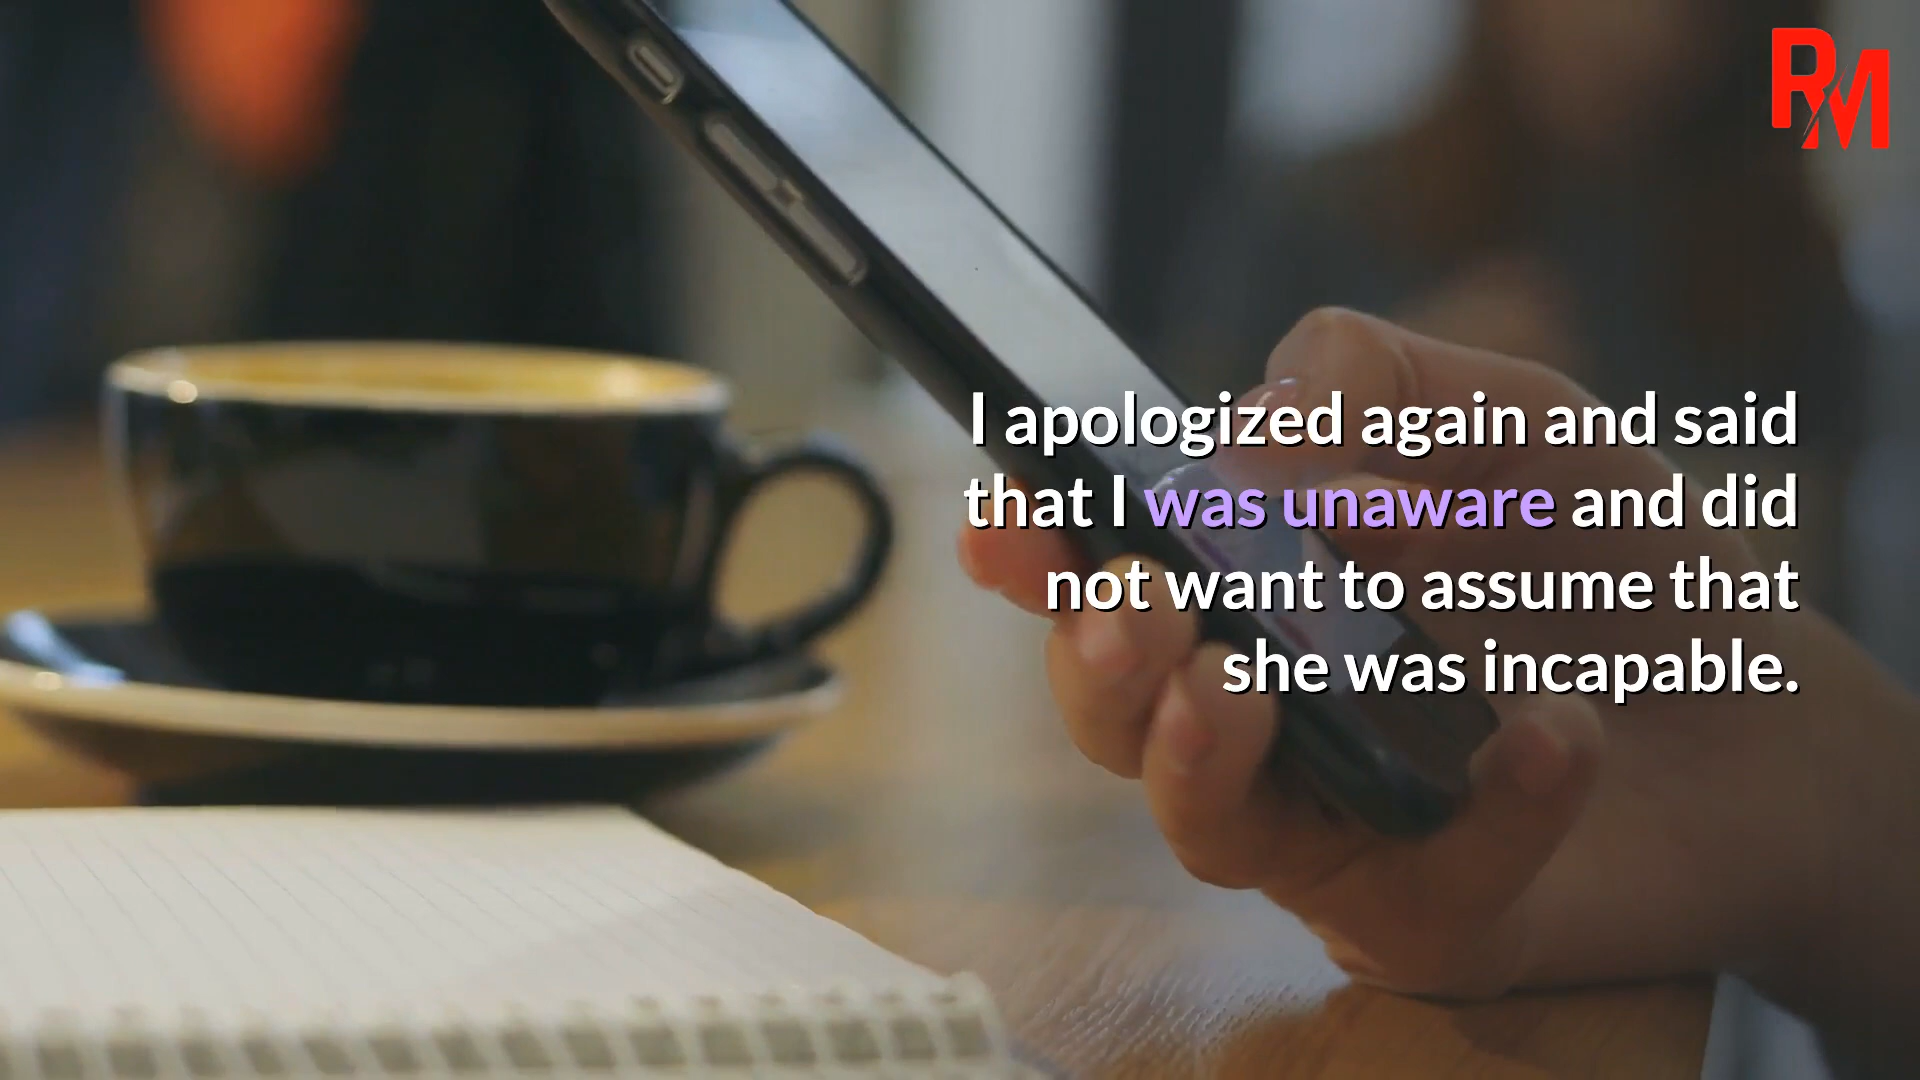 RM
I apologized again and said
that I was unaware and did
not want to assume that
she was incapable.